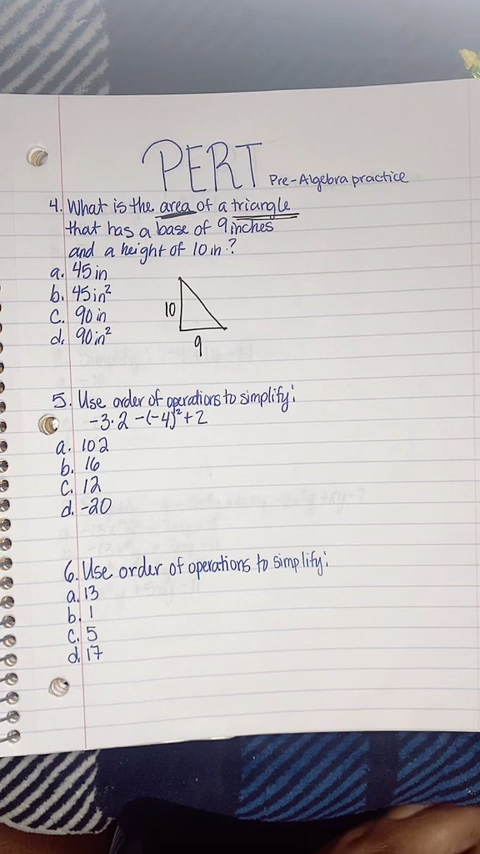 PERT Pre-Algebra practice
4. What is the area of a triangle
that has a base of 9 inches
and a height of 10 in?
a. 45 in
b. 45 in²
c. 90 in
d. 90 in²
10
9
5. Use order of operations to simplify:
-3·2-(-4)²+2
a. 102
b. 16
c. 12
d. -20
6. Use order of operations to simplify:
a. 13
b. 1
c. 5
d. 17